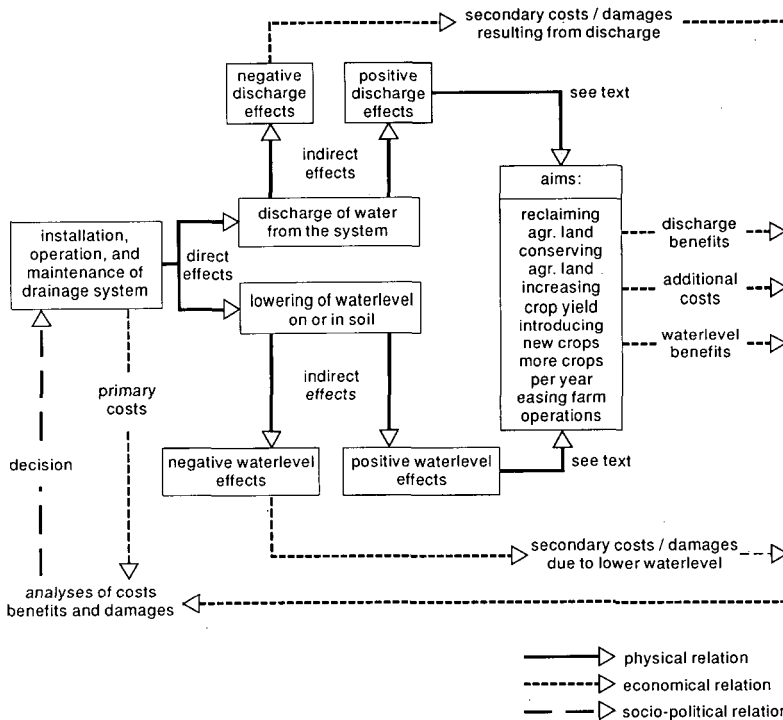 secondary costs / damages
resulting from discharge
negative
discharge
effects
positive
discharge
effects
see text
indirect
effects
aims:
reclaiming
agr. land
conserving
agr. land
increasing
crop yield
introducing
new crops
more crops
per year
easing farm
operations
discharge of water
from the system
installation,
operation, and
maintenance of
drainage system
direct
effects
lowering of waterlevel
on or in soil
discharge
benefits
additional
costs
waterlevel
benefits
indirect
effects
primary
costs
decision
negative waterlevel
effects
positive waterlevel
effects
see text
secondary costs / damages
due to lower waterlevel
analyses of costs
benefits and damages
physical relation
economical relation
socio-political relation